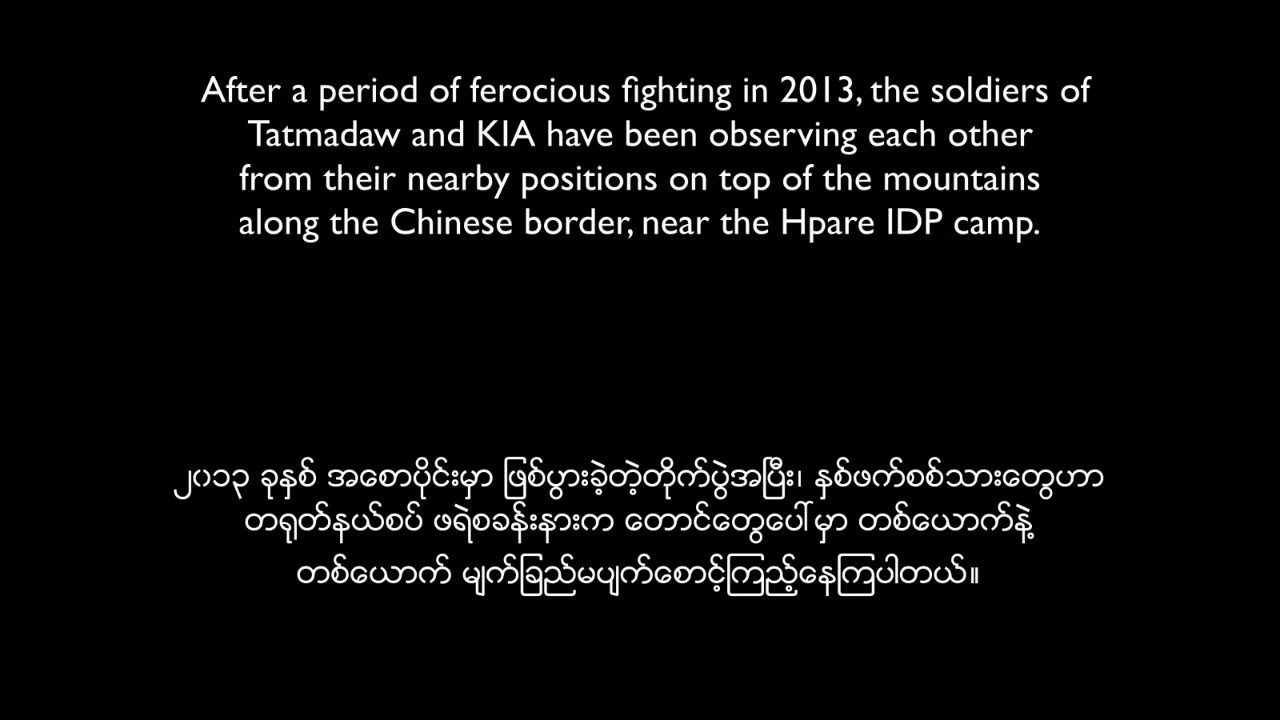 After a period of ferocious fighting in 2013, the soldiers of
Tatmadaw and KIA have been observing each other
from their nearby positions on top of the mountains
along the Chinese border, near the Hpare IDP camp.
၂၀၁၃ ခုနှစ် အစောပိုင်းမှာ ဖြစ်ပွားခဲ့တဲ့တိုက်ပွဲအပြီး၊ နှစ်ဖက်စစ်သားတွေဟာ
တရုတ်နယ်စပ် ဖရဲစခန်းနားက တောင်တွေပေါ်မှာ တစ်ယောက်နဲ့
တစ်ယောက် မျက်ခြည်မပျက်စောင့်ကြည့်နေကြပါတယ်။